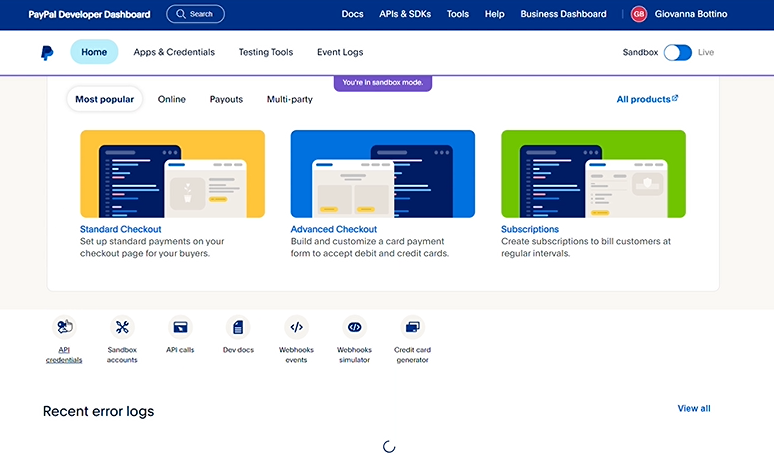 PayPal Developer Dashboard Search Docs APIs & SDKs Tools Help Business Dashboard GB Giovanna Bottino
Home Apps & Credentials Testing Tools Event Logs Sandbox Live
You're in sandbox mode.
Most popular Online Payouts Multi-party All products
Standard Checkout
Set up standard payments on your
checkout page for your buyers.
Advanced Checkout
Build and customize a card payment
form to accept debit and credit cards.
Subscriptions
Create subscriptions to bill customers at
regular intervals.
API
credentials
Sandbox
accounts
API calls
Dev docs
Webhooks
events
Webhooks
simulator
Credit card
generator
Recent error logs View all